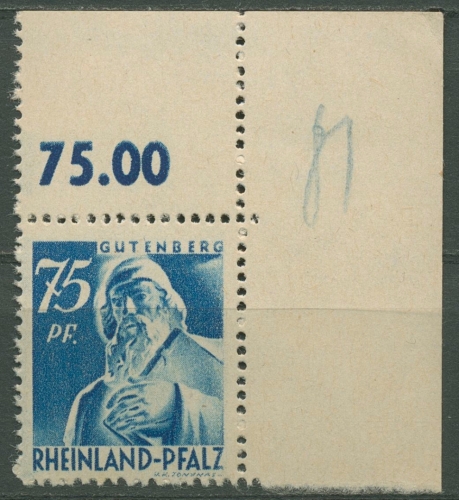 75.00
GUTENBERG
75
PF.
RHEINLAND-PFALZ